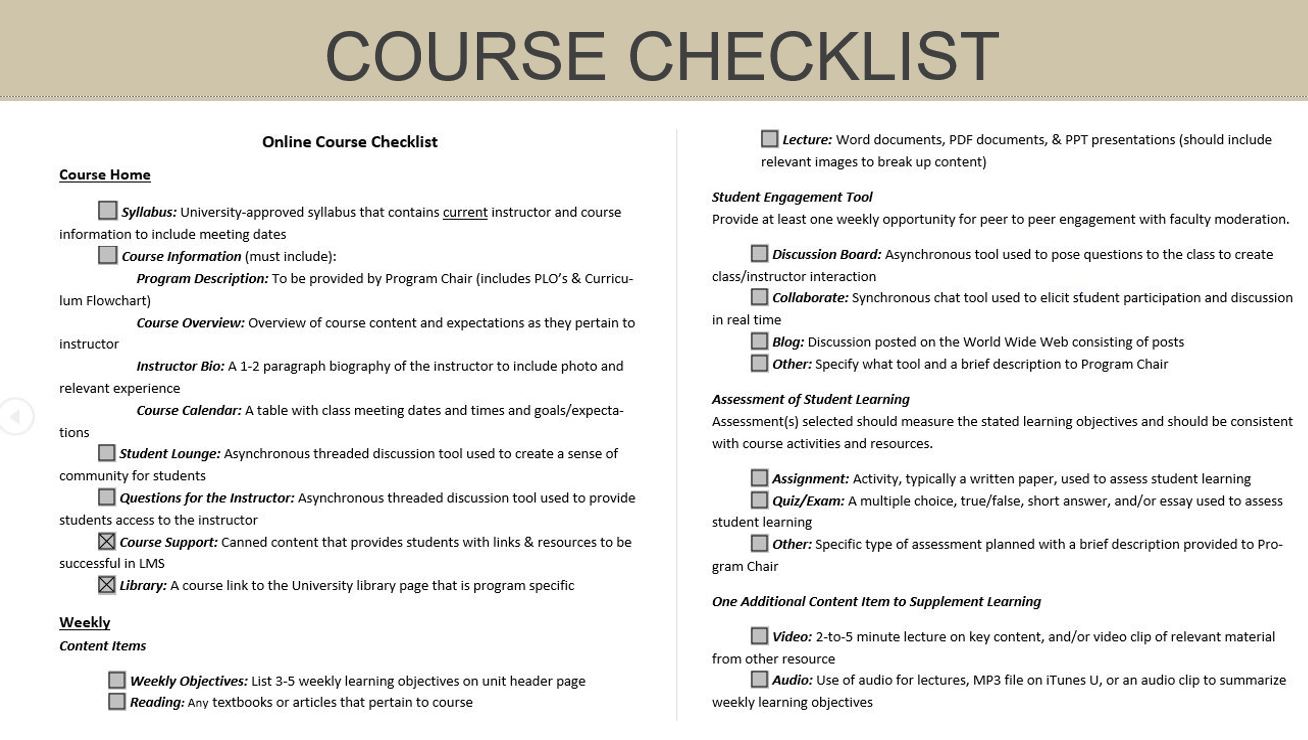 COURSE CHECKLIST
Online Course Checklist
Course Home
Syllabus: University-approved syllabus that contains current instructor and course
information to include meeting dates
Course Information (must include):
Program Description: To be provided by Program Chair (includes PLO's & Curricu-
lum Flowchart)
Course Overview: Overview of course content and expectations as they pertain to
instructor
Instructor Bio: A 1-2 paragraph biography of the instructor to include photo and
relevant experience
Course Calendar: A table with class meeting dates and times and goals/expecta-
tions
Student Lounge: Asynchronous threaded discussion tool used to create a sense of
community for students
Questions for the Instructor: Asynchronous threaded discussion tool used to provide
students access to the instructor
Course Support: Canned content that provides students with links & resources to be
successful in LMS
Library: A course link to the University library page that is program specific
Weekly
Content Items
Weekly Objectives: List 3-5 weekly learning objectives on unit header page
Reading: Any textbooks or articles that pertain to course
Lecture: Word documents, PDF documents, & PPT presentations (should include
relevant images to break up content)
Student Engagement Tool
Provide at least one weekly opportunity for peer to peer engagement with faculty moderation.
Discussion Board: Asynchronous tool used to pose questions to the class to create
class/instructor interaction
Collaborate: Synchronous chat tool used to elicit student participation and discussion
in real time
Blog: Discussion posted on the World Wide Web consisting of posts
Other: Specify what tool and a brief description to Program Chair
Assessment of Student Learning
Assessment(s) selected should measure the stated learning objectives and should be consistent
with course activities and resources.
Assignment: Activity, typically a written paper, used to assess student learning
Quiz/Exam: A multiple choice, true/false, short answer, and/or essay used to assess
student learning
Other: Specific type of assessment planned with a brief description provided to Pro-
gram Chair
One Additional Content Item to Supplement Learning
Video: 2-to-5 minute lecture on key content, and/or video clip of relevant material
from other resource
Audio: Use of audio for lectures, MP3 file on iTunes U, or an audio clip to summarize
weekly learning objectives